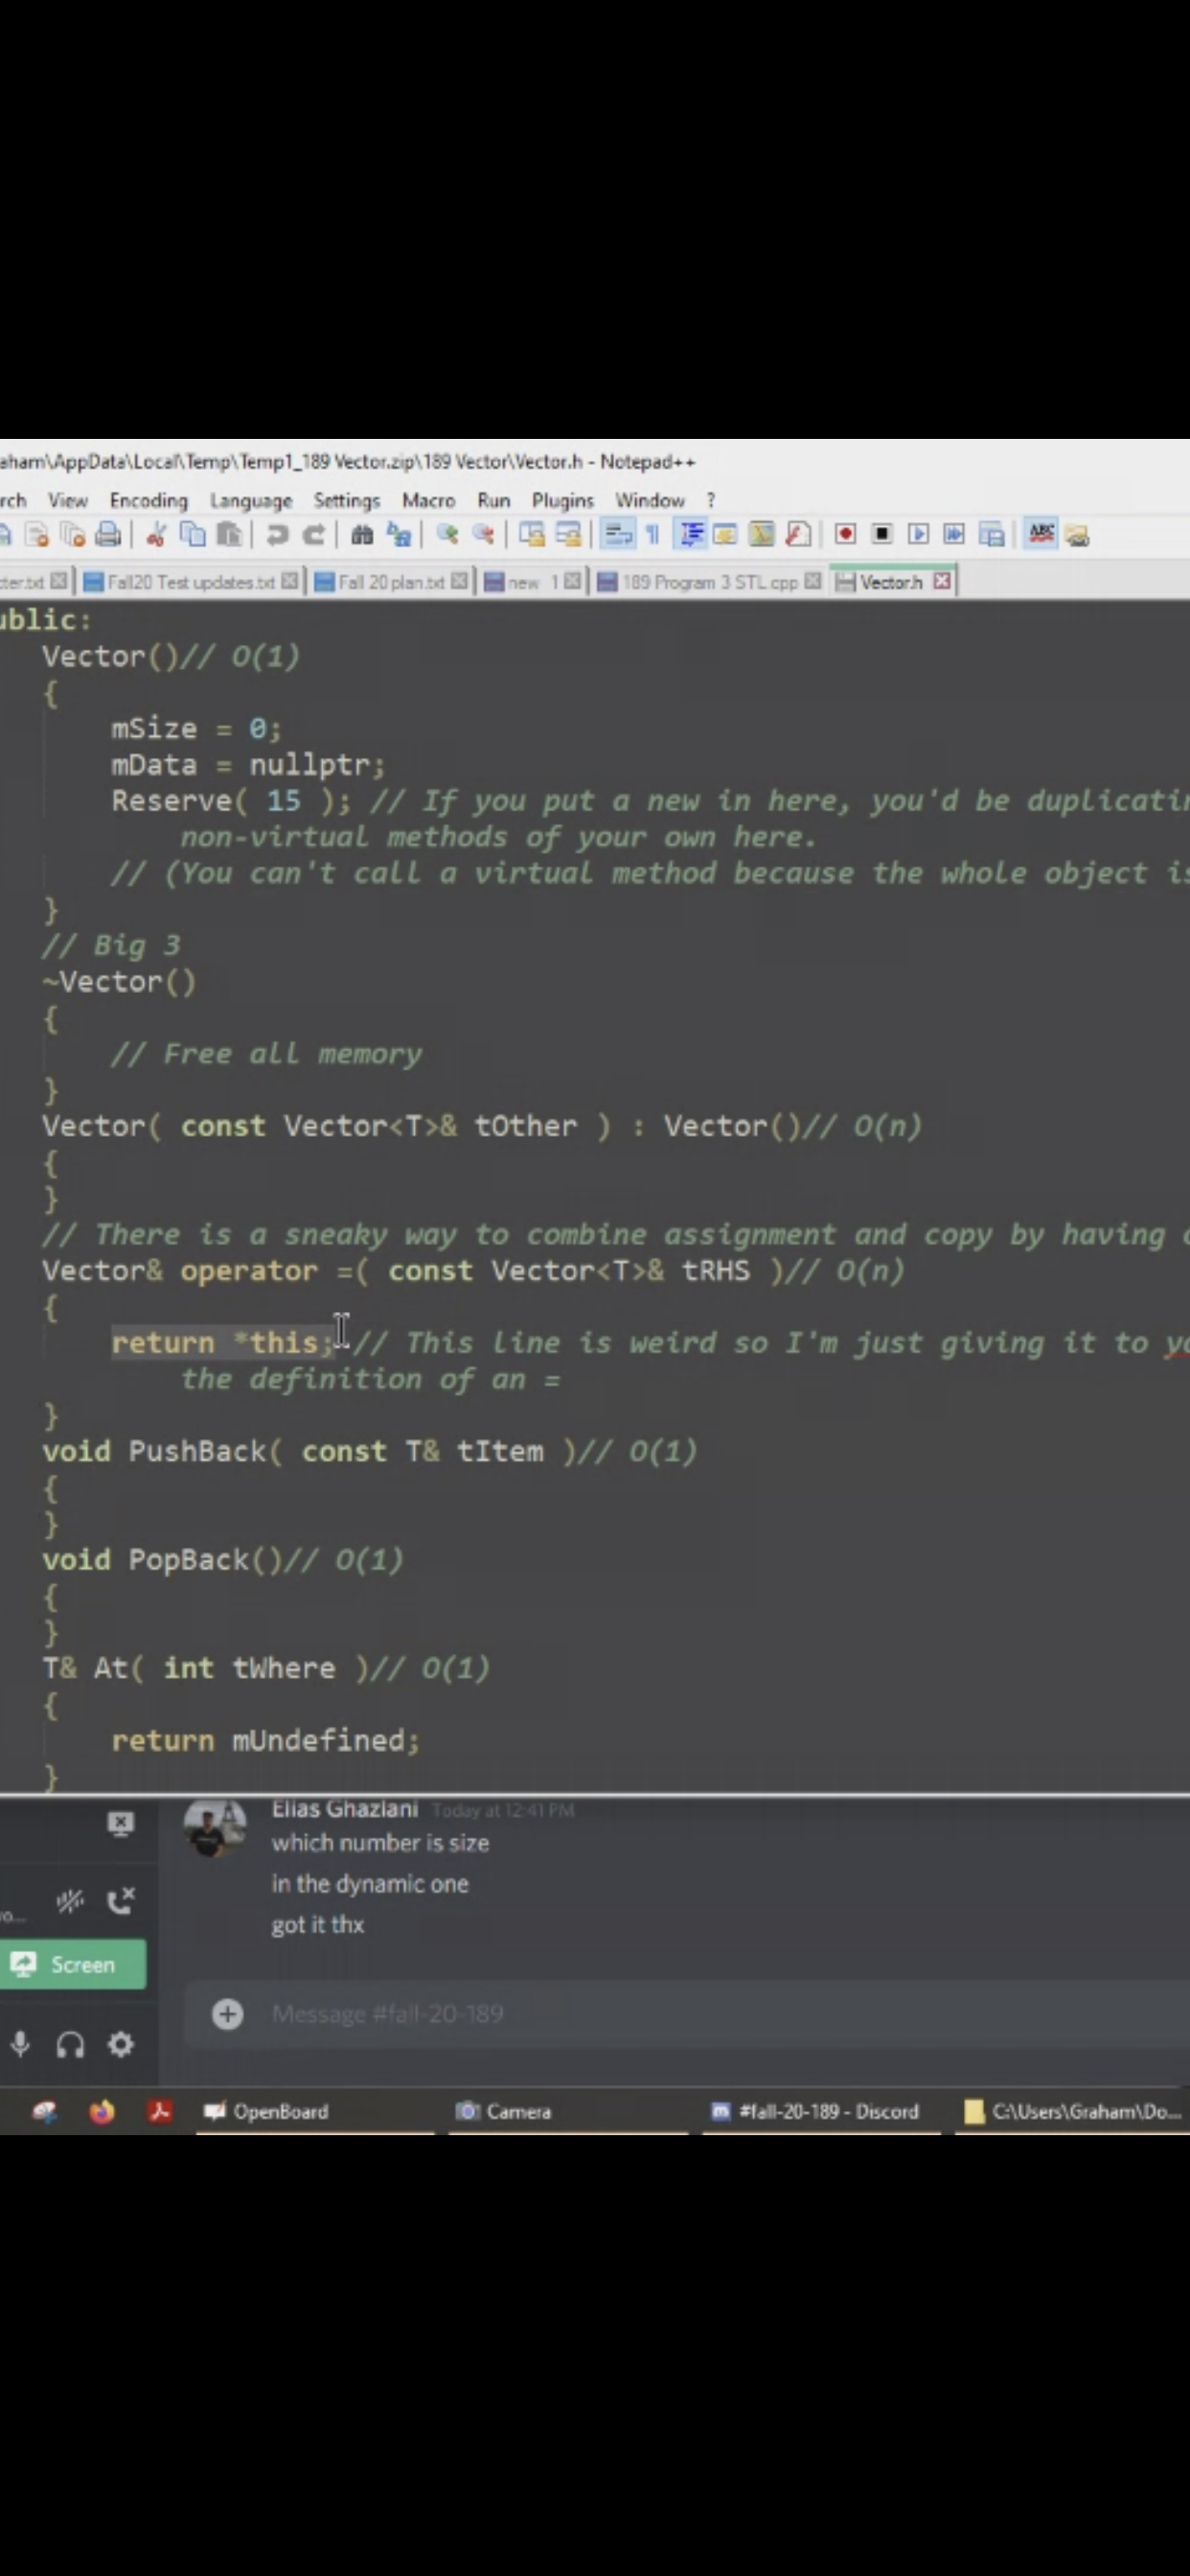 aham\AppData\Local\Temp\Temp1_189 Vector.zip\189 Vector\Vector.h - Notepad++
rch View Encoding Language Settings Macro Run Plugins Window ?
ter.txt Fall20 Test updates.txt Fall 20 plan.txt new 1 189 Program 3 STL.cpp Vector.h
ublic:
Vector()// O(1)
{
mSize = 0;
mData = nullptr;
Reserve( 15 ); // If you put a new in here, you'd be duplicatin
non-virtual methods of your own here.
// (You can't call a virtual method because the whole object is
}
// Big 3
~Vector()
{
// Free all memory
}
Vector( const Vector<T>& tOther ) : Vector()// O(n)
{
}
// There is a sneaky way to combine assignment and copy by having
Vector& operator =( const Vector<T>& tRHS )// O(n)
{
return *this; // This line is weird so I'm just giving it to yo
the definition of an =
}
void PushBack( const T& tItem )// O(1)
{
}
void PopBack()// O(1)
{
}
T& At( int tWhere )// O(1)
{
return mUndefined;
}
Elias Ghaziani Today at 12:41 PM
which number is size
in the dynamic one
got it thx
Screen
Message #fall-20-189
OpenBoard Camera #fall-20-189 - Discord C:\Users\Graham\Do...